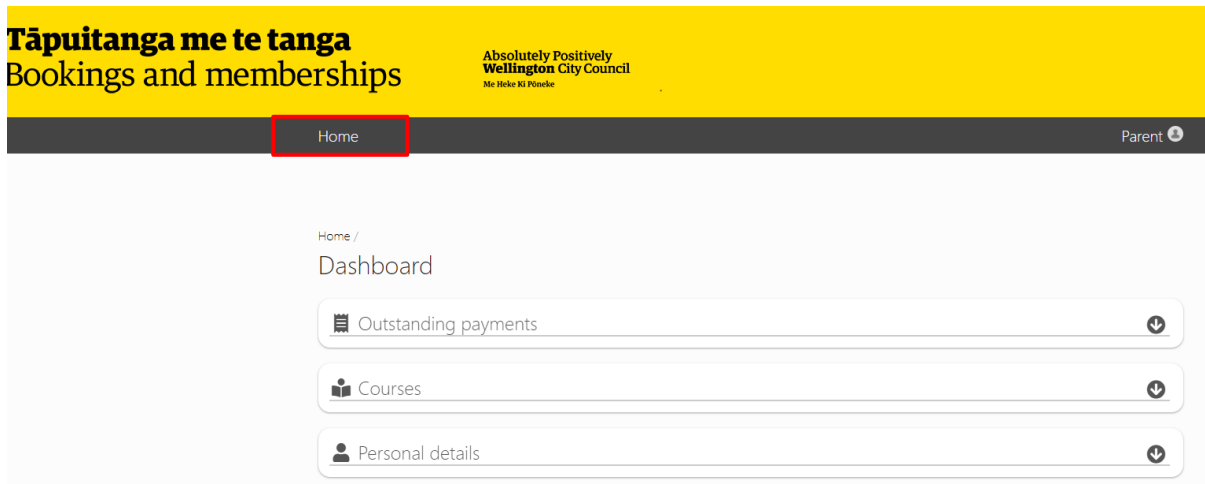 Tāpuitanga me te tanga
Bookings and memberships
Absolutely Positively
Wellington City Council
Me Heke Ki Pōneke
Home
Parent
Home /
Dashboard
Outstanding payments
Courses
Personal details